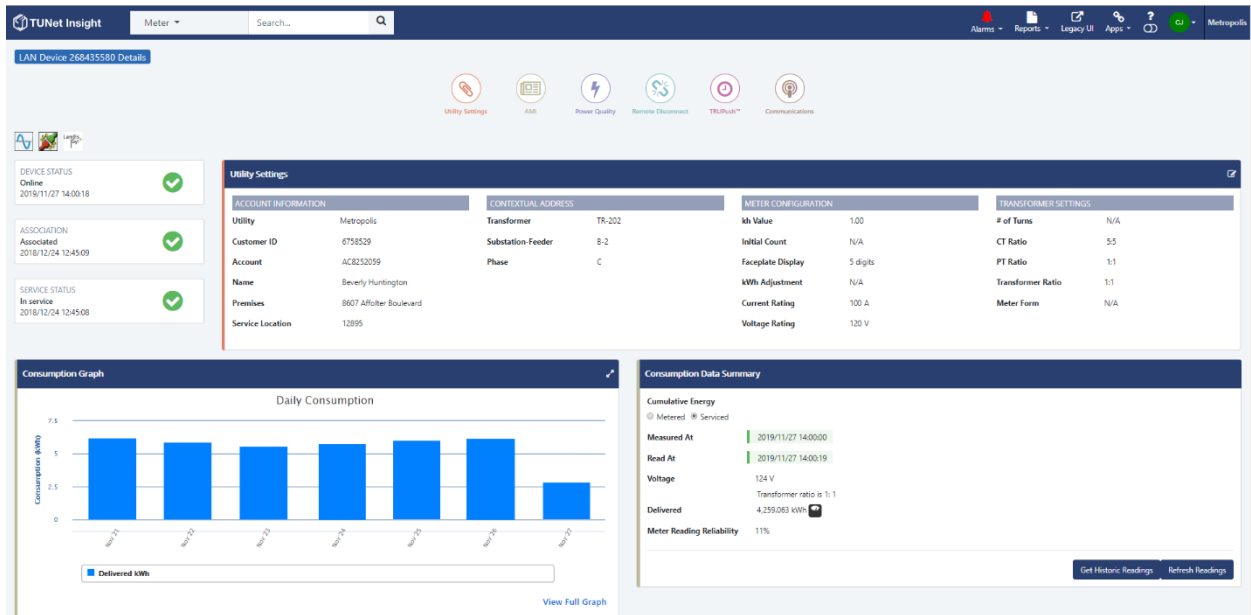 TUNet Insight
Meter
Search...
Alarms
Reports
Legacy UI
Apps
?
CJ
Metropolis
LAN Device 268435580 Details
Utility Settings
AMI
Power Quality
Remote Disconnect
TRUPush™
Communications
DEVICE STATUS
Online
2019/11/27 14:00:18
ASSOCIATION
Associated
2018/12/24 12:45:09
SERVICE STATUS
In service
2018/12/24 12:45:08
Utility Settings
ACCOUNT INFORMATION
Utility Metropolis
Customer ID 6758529
Account AC8252059
Name Beverly Huntington
Premises 8607 Affolter Boulevard
Service Location 12895
CONTEXTUAL ADDRESS
Transformer TR-202
Substation-Feeder B-2
Phase C
METER CONFIGURATION
kh Value 1.00
Initial Count N/A
Faceplate Display 5 digits
kWh Adjustment N/A
Current Rating 100 A
Voltage Rating 120 V
TRANSFORMER SETTINGS
# of Turns N/A
CT Ratio 5:5
PT Ratio 1:1
Transformer Ratio 1:1
Meter Form N/A
Consumption Graph
Daily Consumption
Consumption (kWh)
7.5
5
2.5
0
Nov'21
Nov'22
Nov'23
Nov'24
Nov'25
Nov'26
Nov'27
Delivered kWh
View Full Graph
Consumption Data Summary
Cumulative Energy
Metered Serviced
Measured At 2019/11/27 14:00:00
Read At 2019/11/27 14:00:19
Voltage 124 V
Transformer ratio is 1: 1
Delivered 4,259.063 kWh
Meter Reading Reliability 11%
Get Historic Readings
Refresh Readings